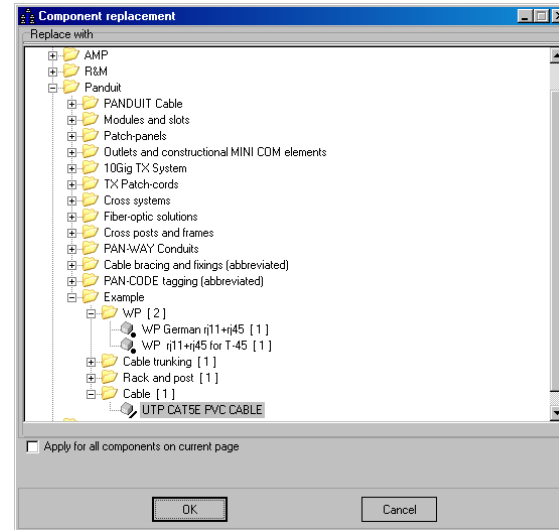 Component replacement
Replace with
AMP
R&M
Panduit
PANDUIT Cable
Modules and slots
Patch-panels
Outlets and constructional MINI COM elements
10Gig TX System
TX Patch-cords
Cross systems
Fiber-optic solutions
Cross posts and frames
PAN-WAY Conduits
Cable bracing and fixings (abbreviated)
PAN-CODE tagging (abbreviated)
Example
WP [ 2 ]
WP German rj11+rj45 [ 1 ]
WP rj11+rj45 for T-45 [ 1 ]
Cable trunking [ 1 ]
Rack and post [ 1 ]
Cable [ 1 ]
UTP CAT5E PVC CABLE
Apply for all components on current page
OK Cancel